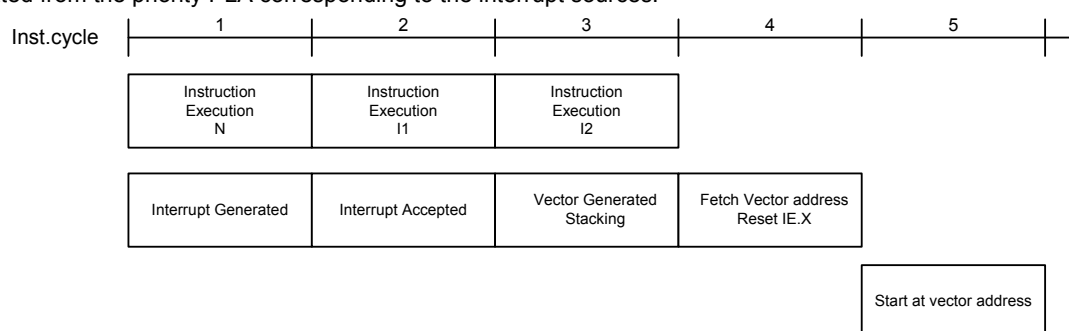 ted from the priority PLA corresponding to the interrupt source.
Inst.cycle 1 2 3 4 5
Instruction Instruction Instruction
Execution Execution Execution
N I1 I2
Interrupt Generated Interrupt Accepted Vector Generated Fetch Vector address
Stacking Reset IE.X
Start at vector address